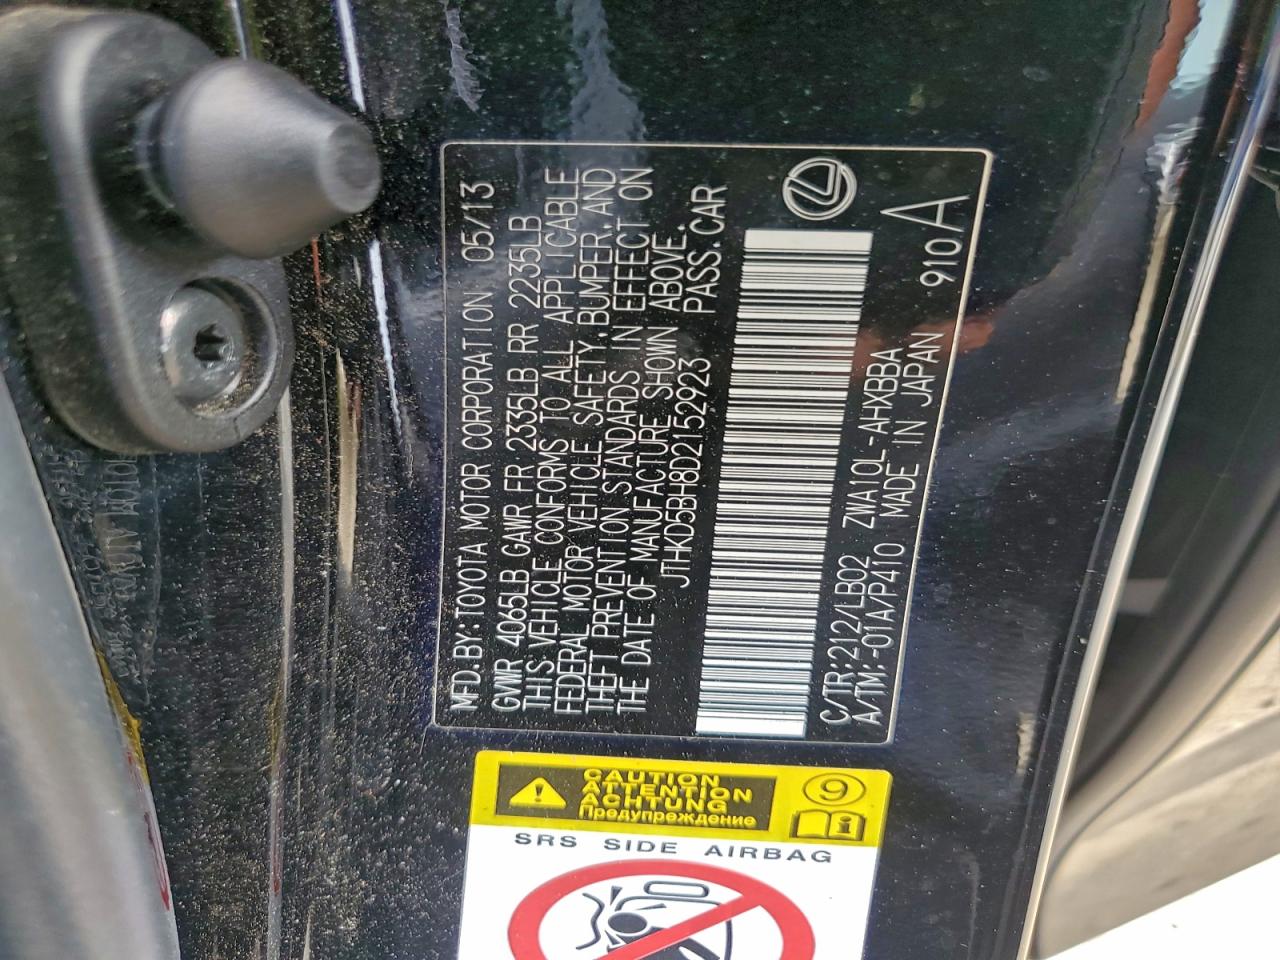 MFD.BY:TOYOTA MOTOR CORPORATION 05/13
GVWR 4065LB GAWR FR 2335LB RR 2235LB
THIS VEHICLE CONFORMS TO ALL APPLICABLE
FEDERAL MOTOR VEHICLE SAFETY,BUMPER,AND
THEFT PREVENTION STANDARDS IN EFFECT ON
THE DATE OF MANUFACTURE SHOWN ABOVE.
JTHKD5BH8D2152923 PASS.CAR
C/TR:212/LB02 ZWA10L-AHXBBA
A/TM:-01A/P410 MADE IN JAPAN 910A
CAUTION
ATTENTION
ACHTUNG
Предупреждение
9
i
SRS SIDE AIRBAG